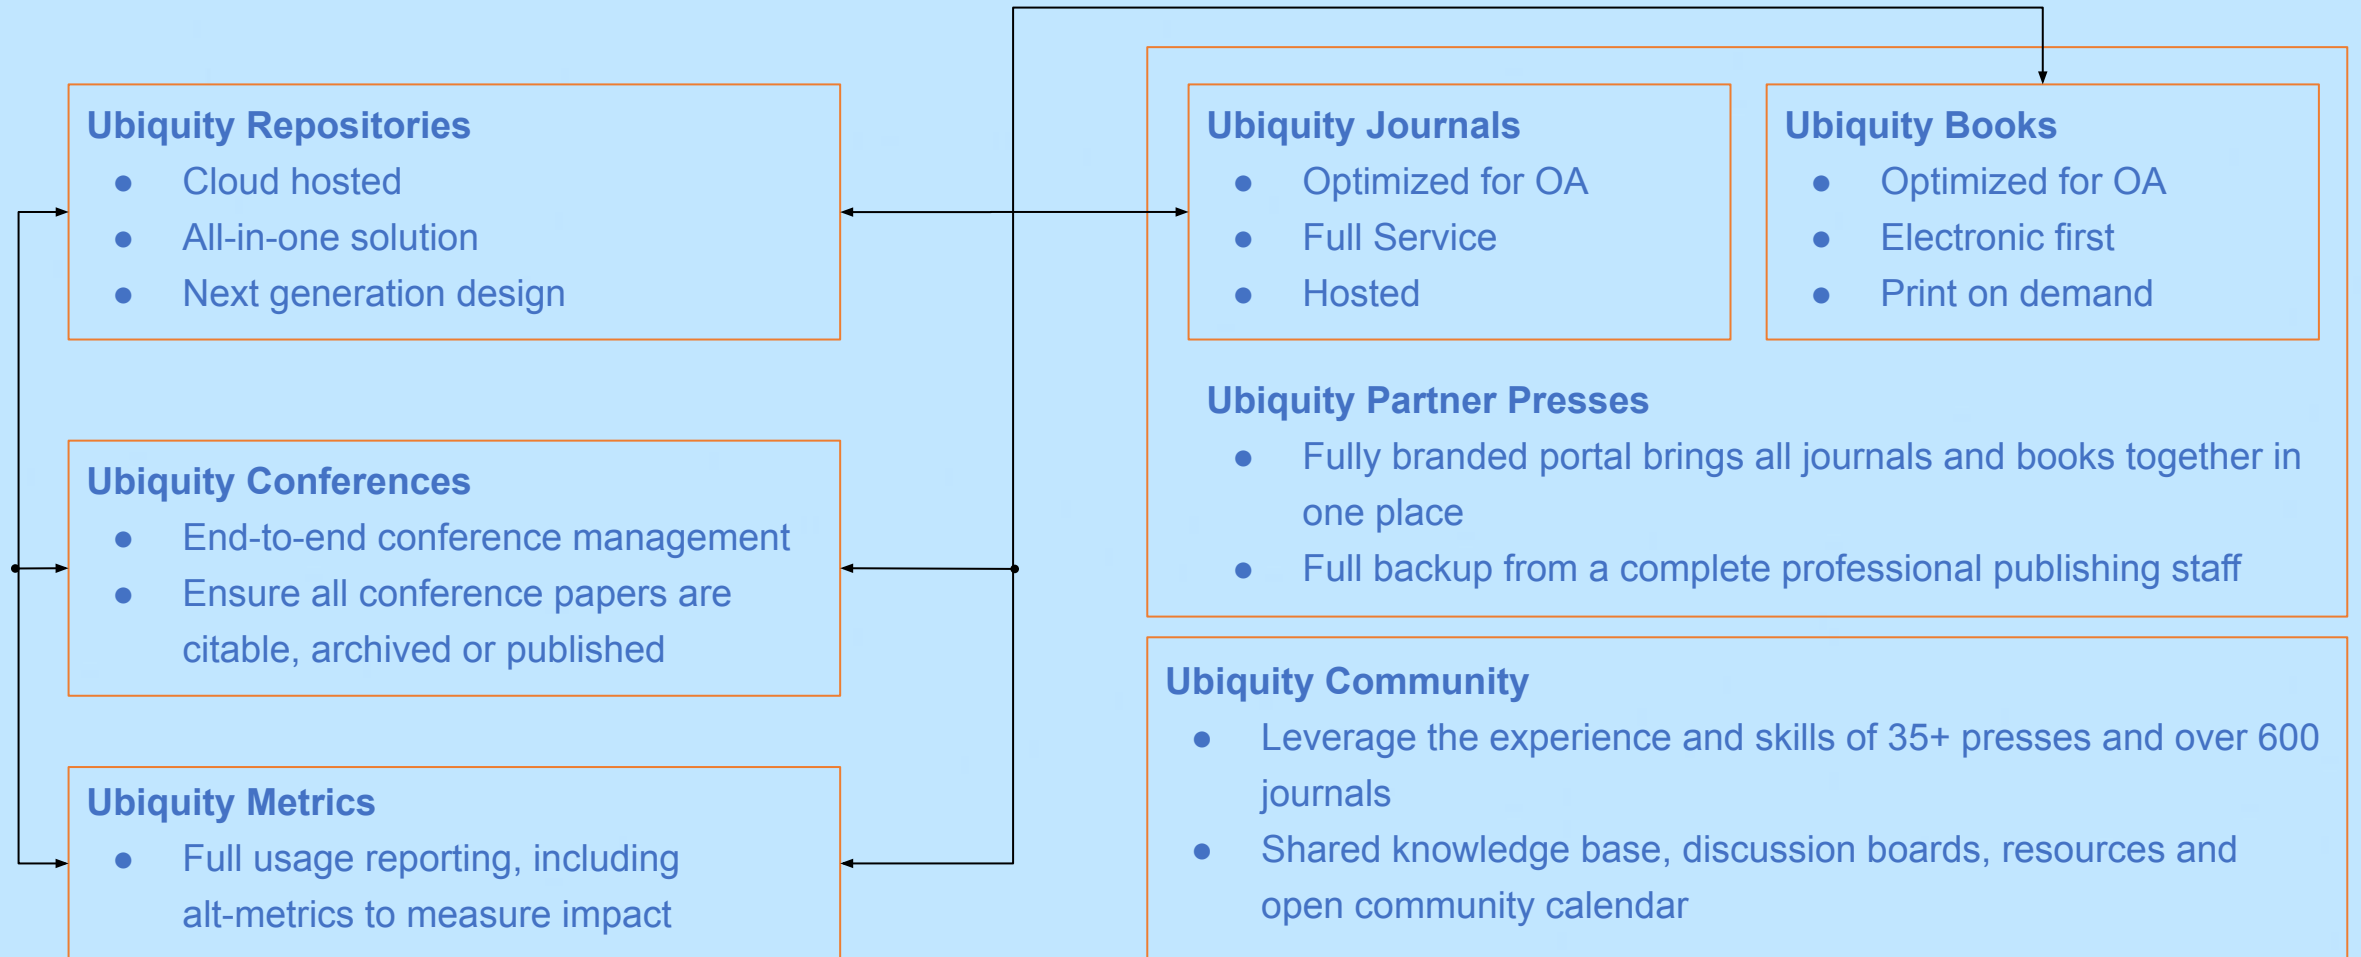 Ubiquity Repositories
● Cloud hosted
● All-in-one solution
● Next generation design
Ubiquity Conferences
● End-to-end conference management
● Ensure all conference papers are
citable, archived or published
Ubiquity Metrics
● Full usage reporting, including
alt-metrics to measure impact
Ubiquity Journals
● Optimized for OA
● Full Service
● Hosted
Ubiquity Books
● Optimized for OA
● Electronic first
● Print on demand
Ubiquity Partner Presses
● Fully branded portal brings all journals and books together in
one place
● Full backup from a complete professional publishing staff
Ubiquity Community
● Leverage the experience and skills of 35+ presses and over 600
journals
● Shared knowledge base, discussion boards, resources and
open community calendar